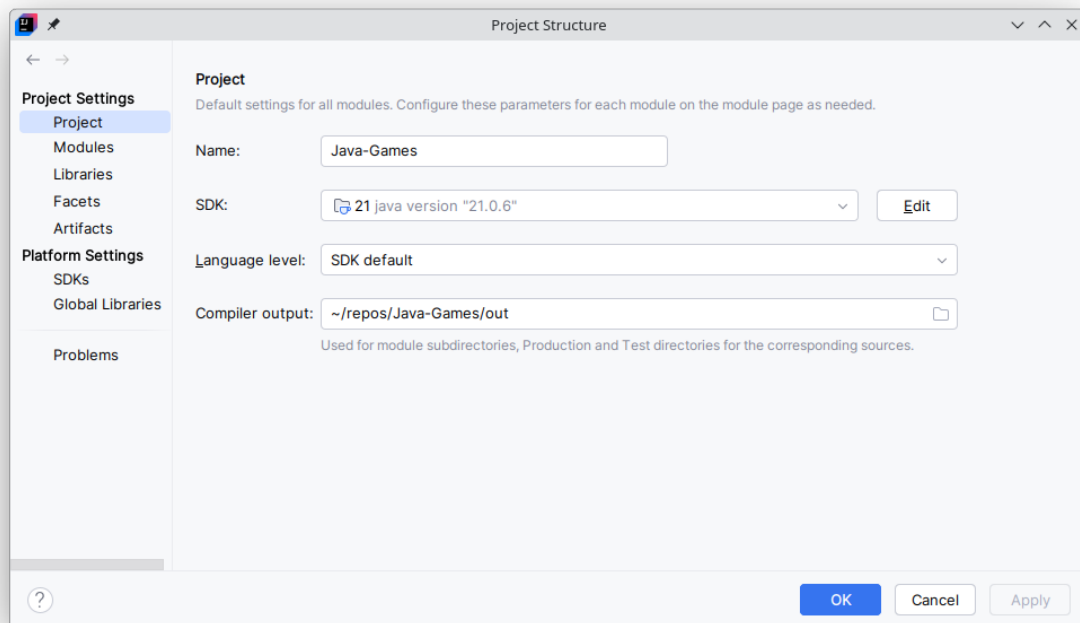 Project Structure
Project Settings
Project
Modules
Libraries
Facets
Artifacts
Platform Settings
SDKs
Global Libraries
Problems
Project
Default settings for all modules. Configure these parameters for each module on the module page as needed.
Name: Java-Games
SDK: 21 java version "21.0.6" Edit
Language level: SDK default
Compiler output: ~/repos/Java-Games/out
Used for module subdirectories, Production and Test directories for the corresponding sources.
? OK Cancel Apply